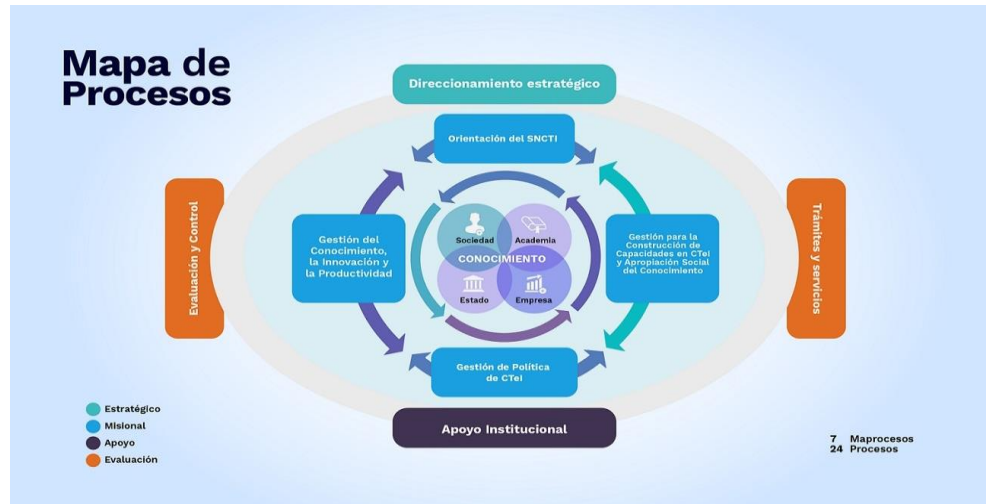 Mapa de
Procesos
Direccionamiento estratégico
Orientación del SNCTI
Evaluación y Control
Gestión del
Conocimiento,
la Innovación y
la Productividad
Sociedad
Academia
CONOCIMIENTO
Estado
Empresa
Gestión para la
Construcción de
Capacidades en CTeI
y Apropiación Social
del Conocimiento
Trámites y servicios
Gestión de Política
de CTeI
Apoyo Institucional
Estratégico
Misional
Apoyo
Evaluación
7 Maprocesos
24 Procesos